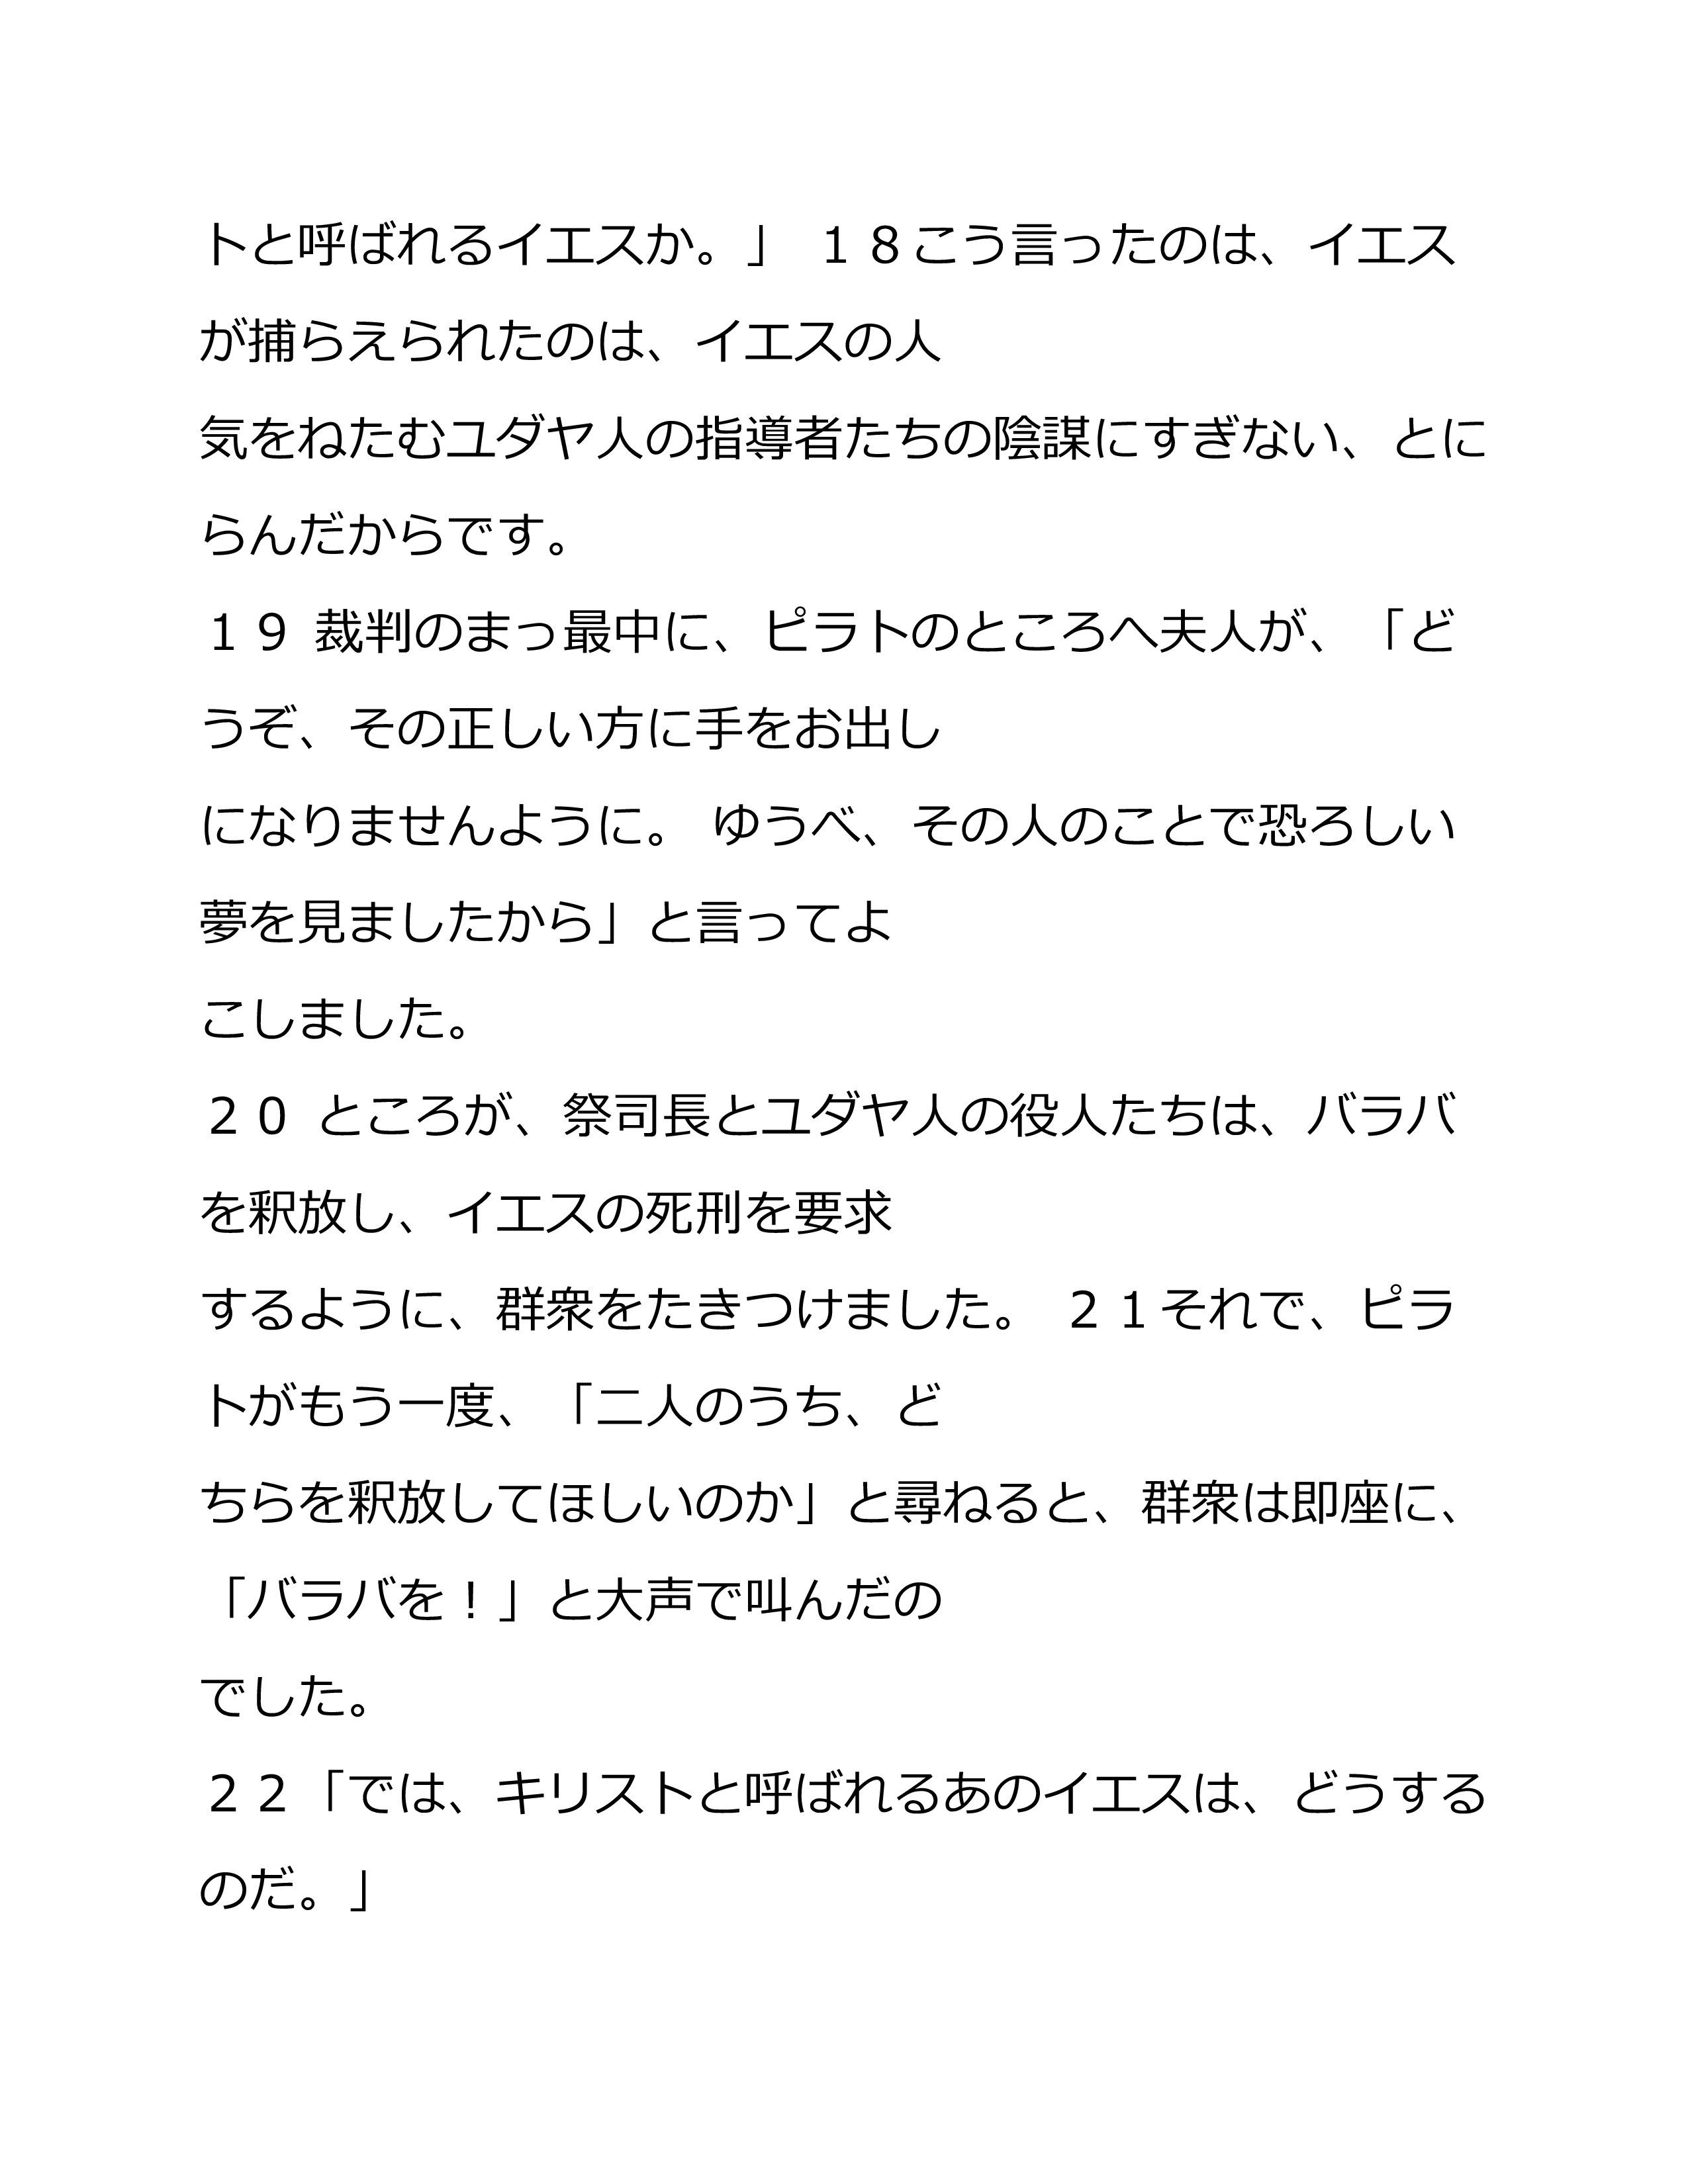 トと呼ばれるイエスか。」　１８こう言ったのは、イエス
が捕らえられたのは、イエスの人
気をねたむユダヤ人の指導者たちの陰謀にすぎない、とに
らんだからです。
１９ 裁判のまっ最中に、ピラトのところへ夫人が、「ど
うぞ、その正しい方に手をお出し
になりませんように。 ゆうべ、その人のことで恐ろしい
夢を見ましたから」と言ってよ
こしました。
２０ ところが、祭司長とユダヤ人の役人たちは、バラバ
を釈放し、イエスの死刑を要求
するように、群衆をたきつけました。 ２１それで、ピラ
トがもう一度、「二人のうち、ど
ちらを釈放してほしいのか」と尋ねると、群衆は即座に、
「バラバを！」と大声で叫んだの
でした。
２２「では、キリストと呼ばれるあのイエスは、どうする
のだ。」